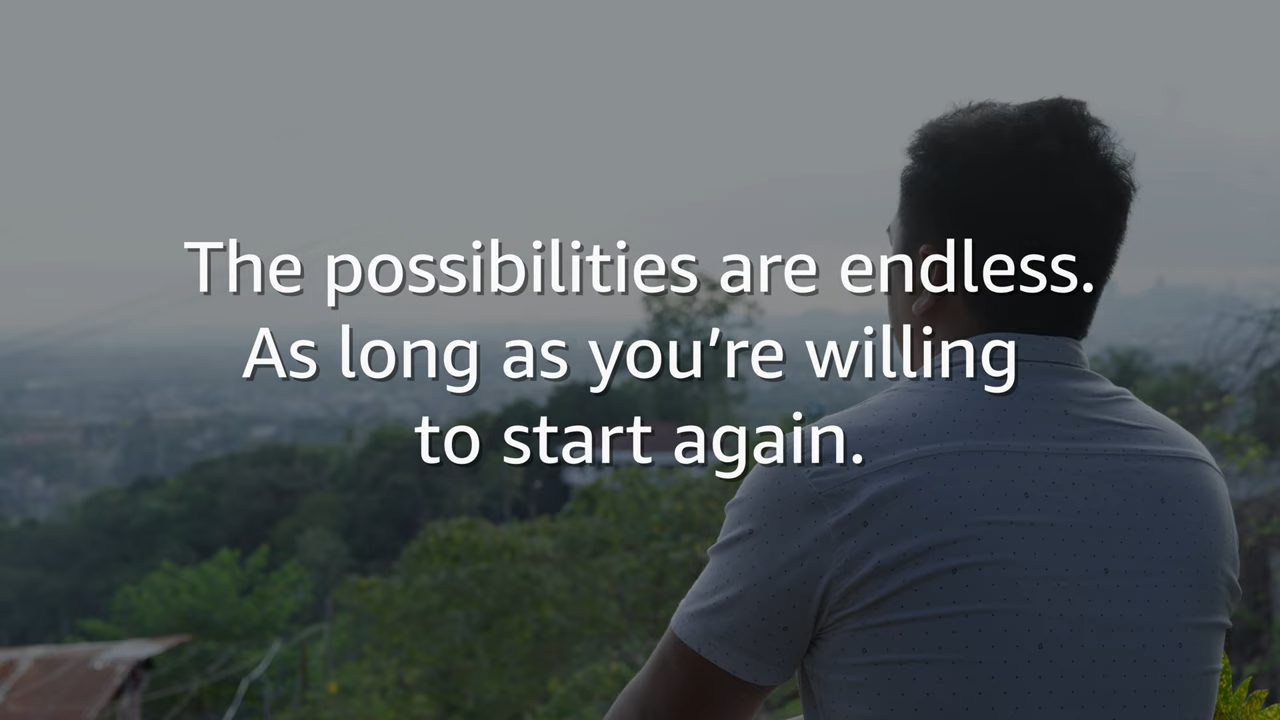 The possibilities are endless.
As long as you’re willing
to start again.